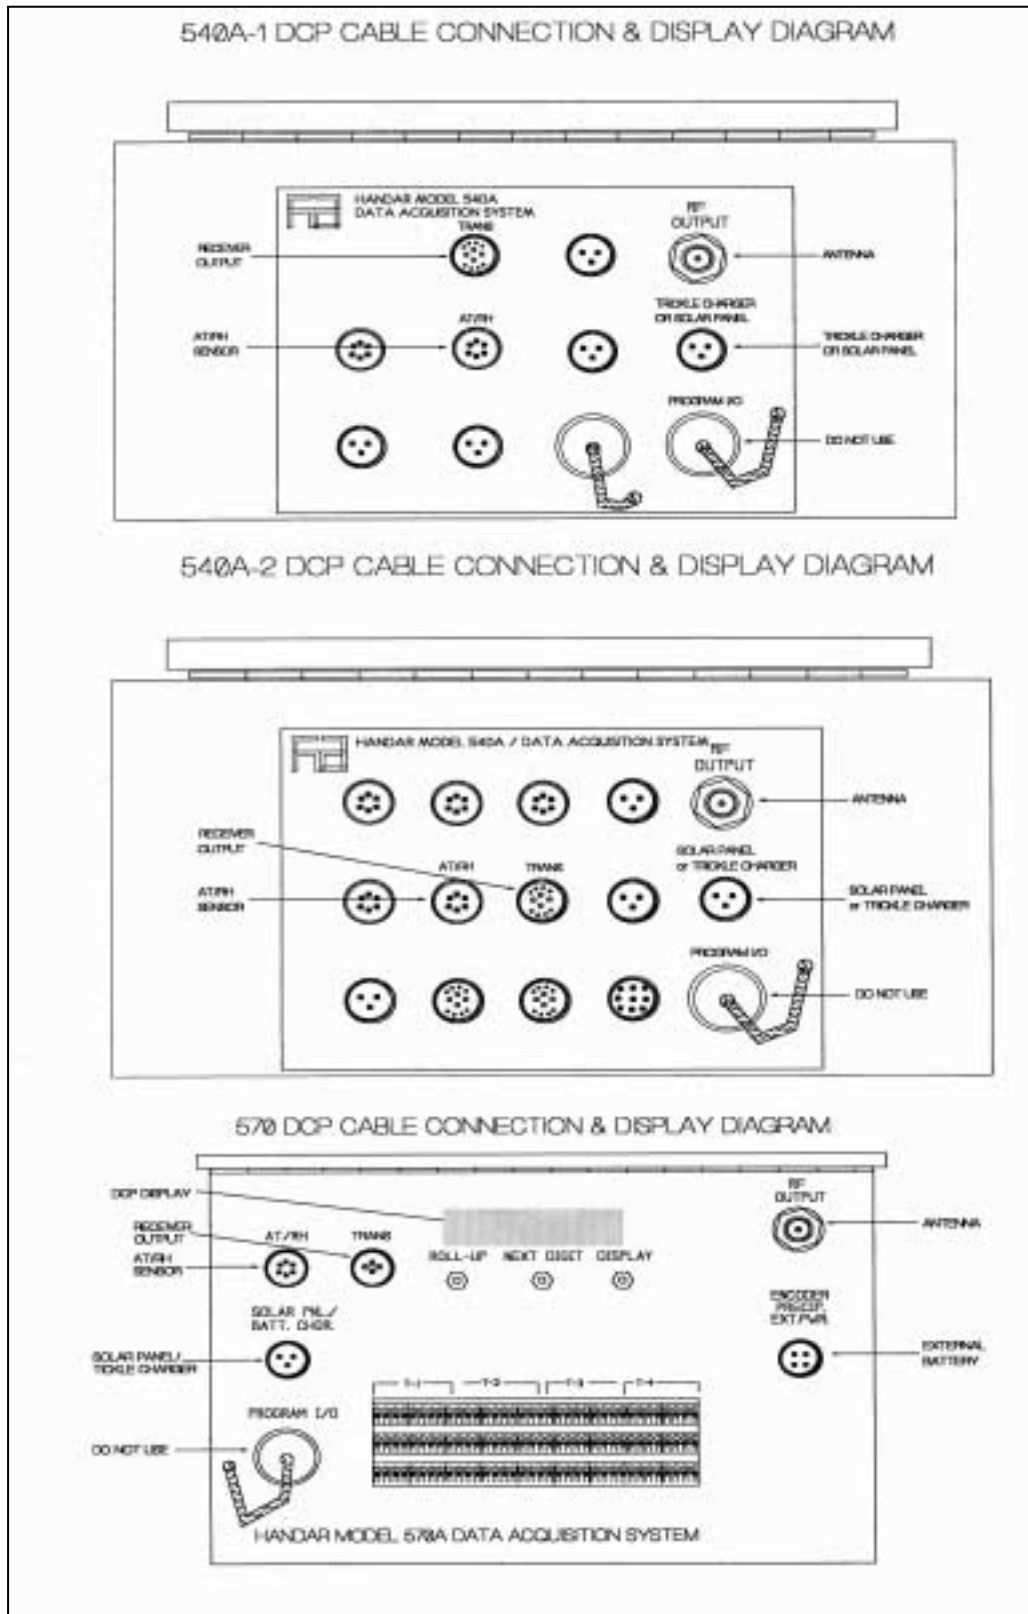 540A-1 DCP CABLE CONNECTION & DISPLAY DIAGRAM
HANDAR MODEL 540A
DATA ACQUISITION SYSTEM
TRANS
RF
OUTPUT
RECEIVER
OUTPUT
ANTENNA
AT/RH
SENSOR
AT/RH
TRICKLE CHARGER
OR SOLAR PANEL
TRICKLE CHARGER
OR SOLAR PANEL
PROGRAM I/O
DO NOT USE
540A-2 DCP CABLE CONNECTION & DISPLAY DIAGRAM
HANDAR MODEL 540A / DATA ACQUISITION SYSTEM
RF
OUTPUT
ANTENNA
RECEIVER
OUTPUT
AT/RH
SENSOR
AT/RH
TRANS
SOLAR PANEL
or TRICKLE CHARGER
SOLAR PANEL
or TRICKLE CHARGER
PROGRAM I/O
DO NOT USE
570 DCP CABLE CONNECTION & DISPLAY DIAGRAM
DCP DISPLAY
RF
OUTPUT
ANTENNA
RECEIVER
OUTPUT
AT/RH
SENSOR
AT/RH
TRANS
ROLL-UP NEXT DIGIT DISPLAY
SOLAR PNL./
BATT. CHGR.
ENCODER
PRECIP.
EXT.PWR.
SOLAR PANEL/
TICKLE CHARGER
EXTERNAL
BATTERY
T-1 T-2 T-3 T-4
PROGRAM I/O
DO NOT USE
HANDAR MODEL 570A DATA ACQUISITION SYSTEM